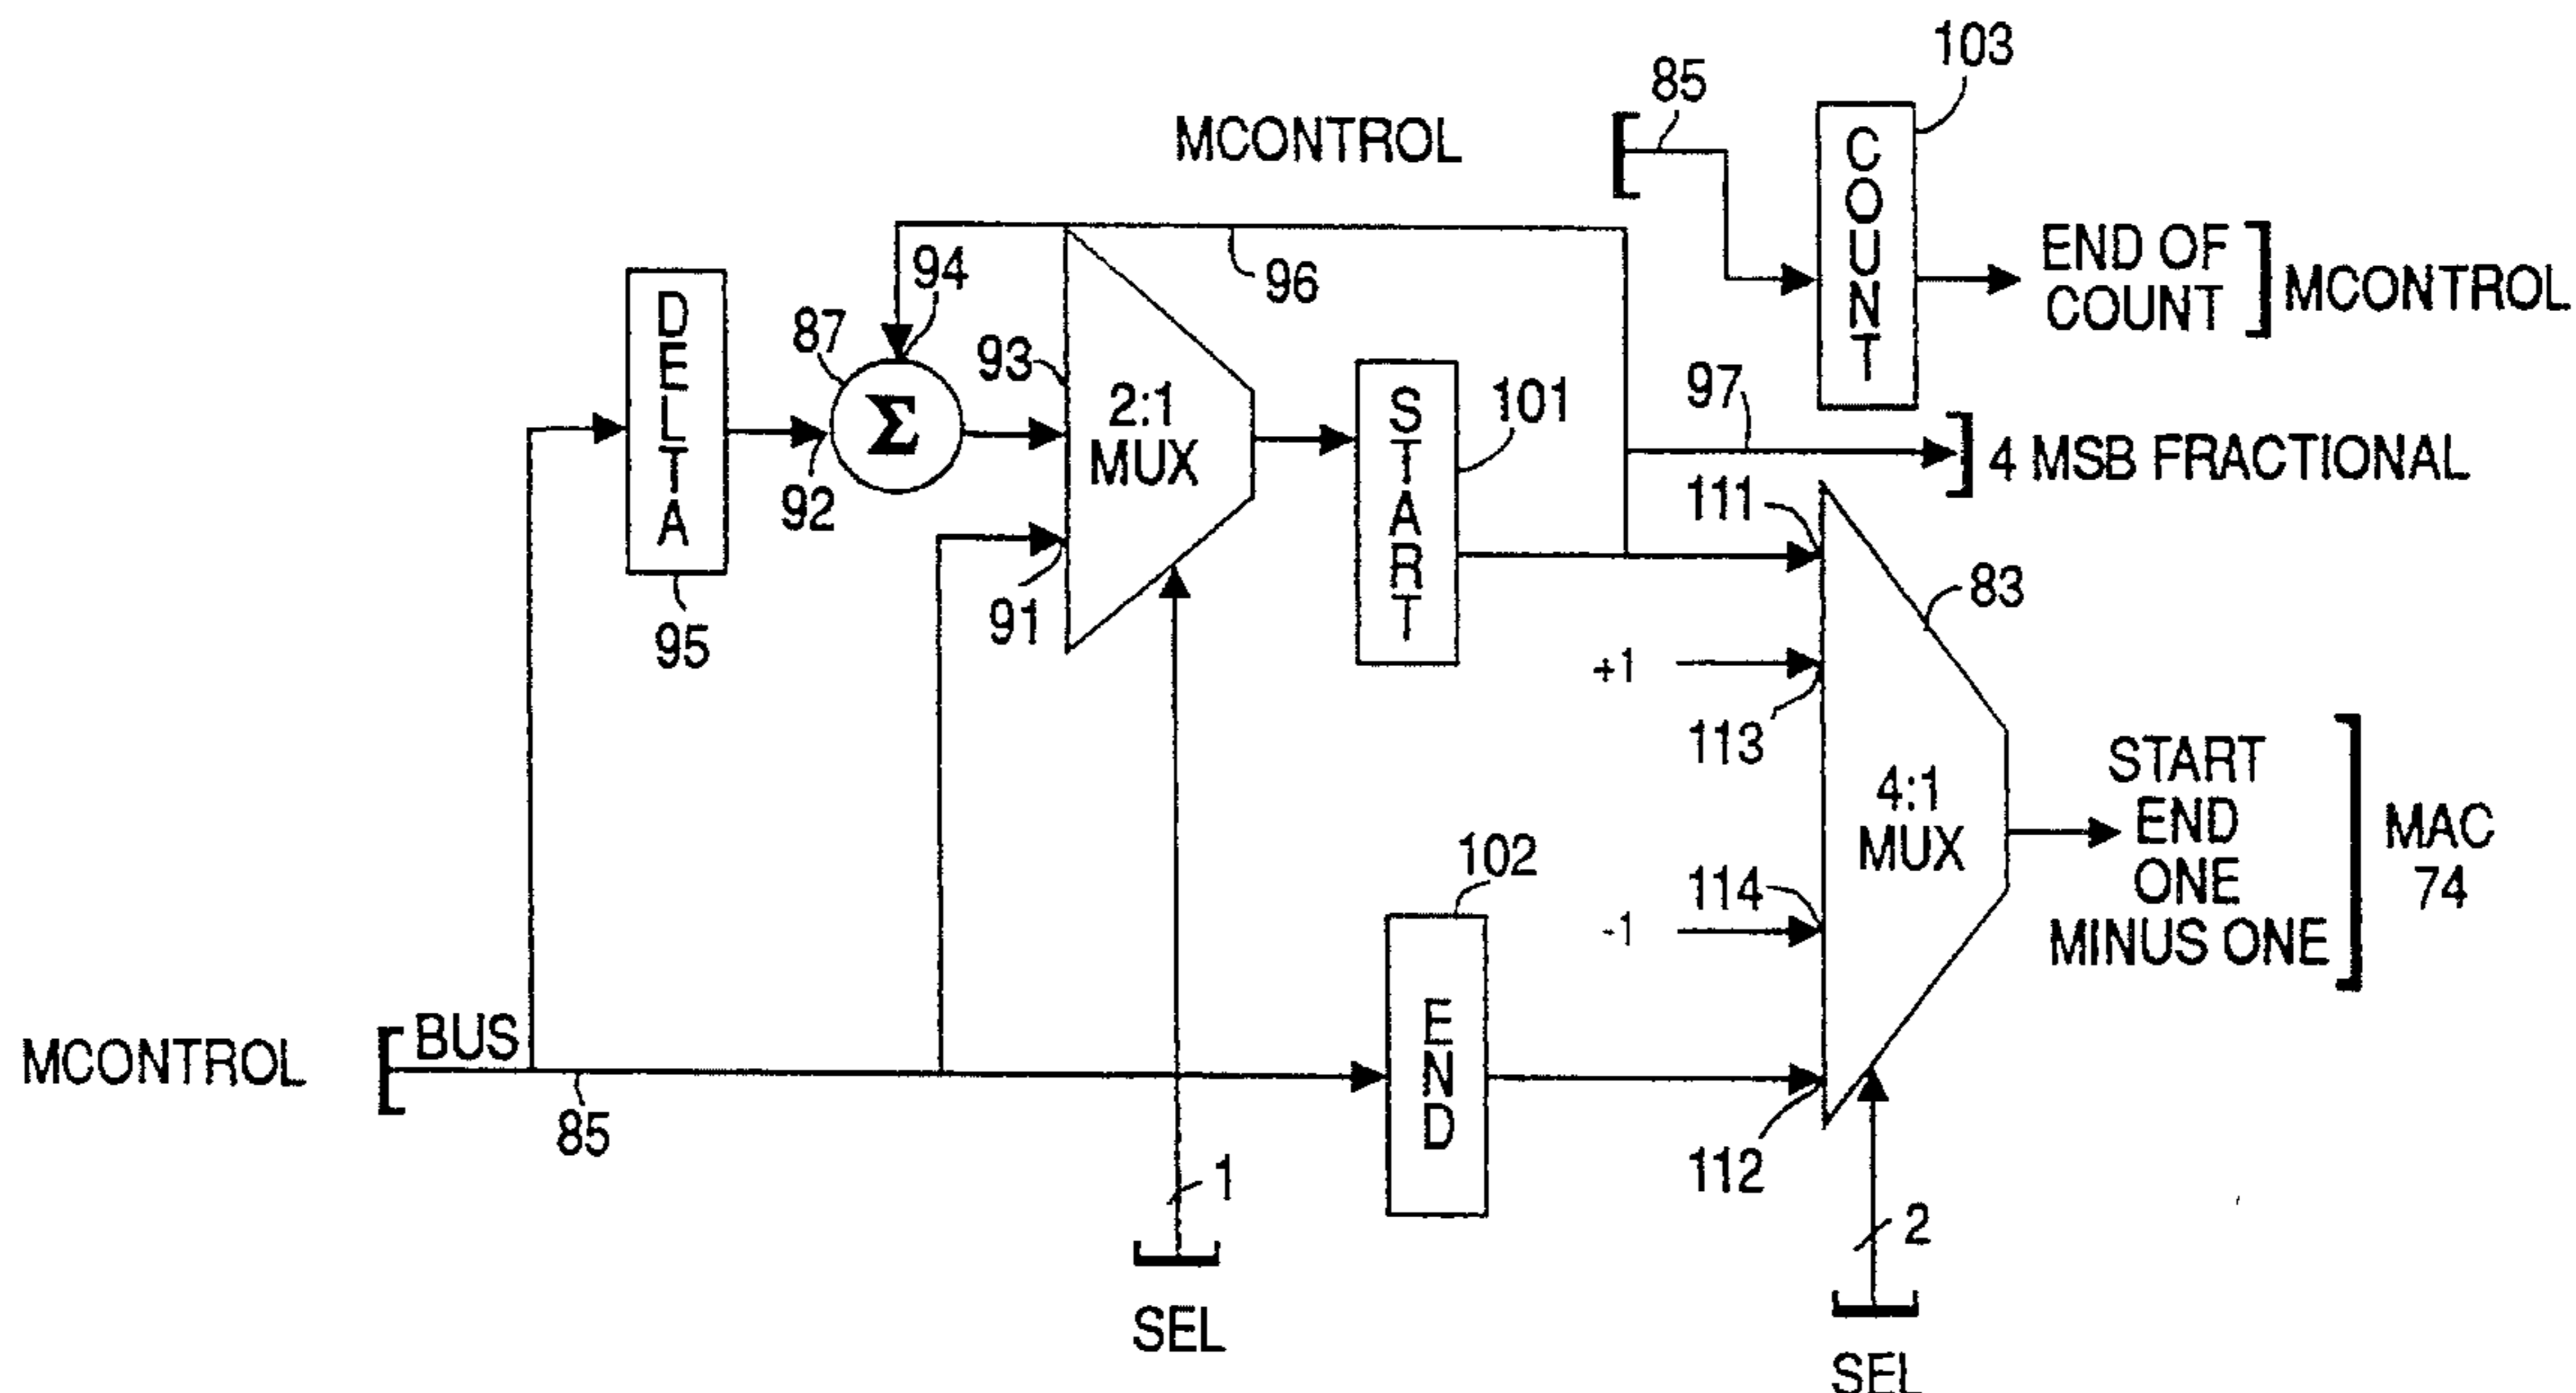 103
85
MCONTROL
COUNT
END OF
COUNT
MCONTROL
94
96
DELTA
87
93
2:1
MUX
START
101
97
4 MSB FRACTIONAL
92
111
91
83
95
+1
113
4:1
MUX
START
END
ONE
MINUS ONE
MAC
74
102
114
-1
END
MCONTROL
BUS
85
112
1
2
SEL
SEL